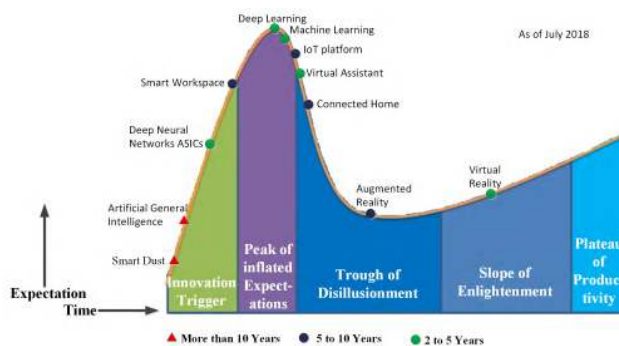 Deep Learning
Machine Learning
As of July 2018
IoT platform
Virtual Assistant
Smart Workspace
Connected Home
Deep Neural
Networks ASICs
Virtual
Reality
Augmented
Reality
Artificial General
Intelligence
Smart Dust
Innovation
Trigger
Peak of
inflated
Expect-
ations
Trough of
Disillusionment
Slope of
Enlightenment
Plateau
of
Produc-
tivity
Expectation
Time
More than 10 Years
5 to 10 Years
2 to 5 Years